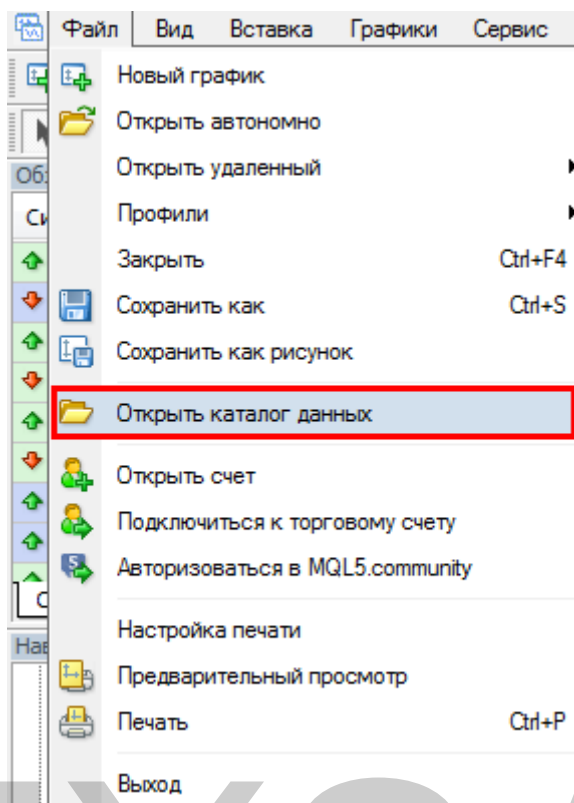 Файл Вид Вставка Графики Сервис
Новый график
Открыть автономно
Открыть удаленный
Профили
Закрыть Ctrl+F4
Сохранить как Ctrl+S
Сохранить как рисунок
Открыть каталог данных
Открыть счет
Подключиться к торговому счету
Авторизоваться в MQL5.community
Настройка печати
Предварительный просмотр
Печать Ctrl+P
Выход